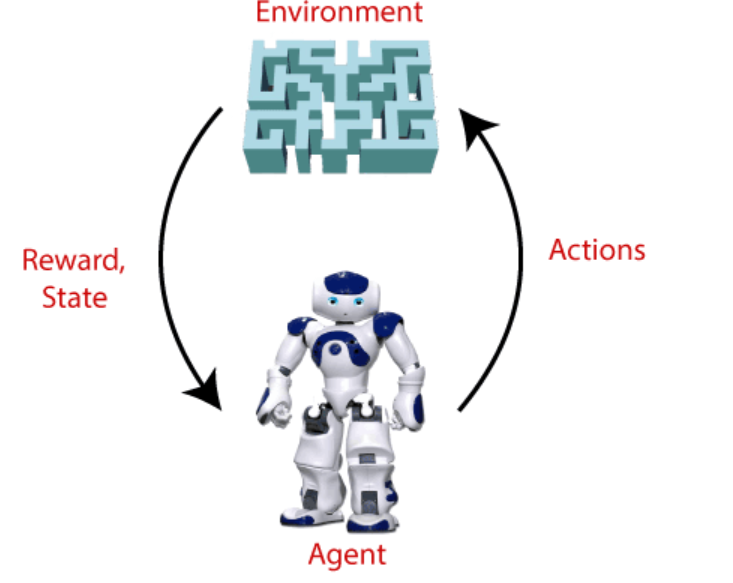 Environment
Reward,
State
Actions
Agent